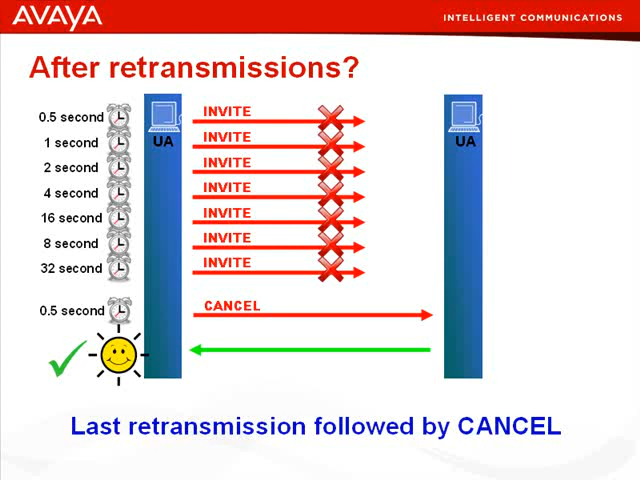 AVAYA
INTELLIGENT COMMUNICATIONS
After retransmissions?
0.5 second INVITE
UA UA
1 second INVITE
2 second INVITE
4 second INVITE
16 second INVITE
8 second INVITE
32 second INVITE
0.5 second CANCEL
Last retransmission followed by CANCEL